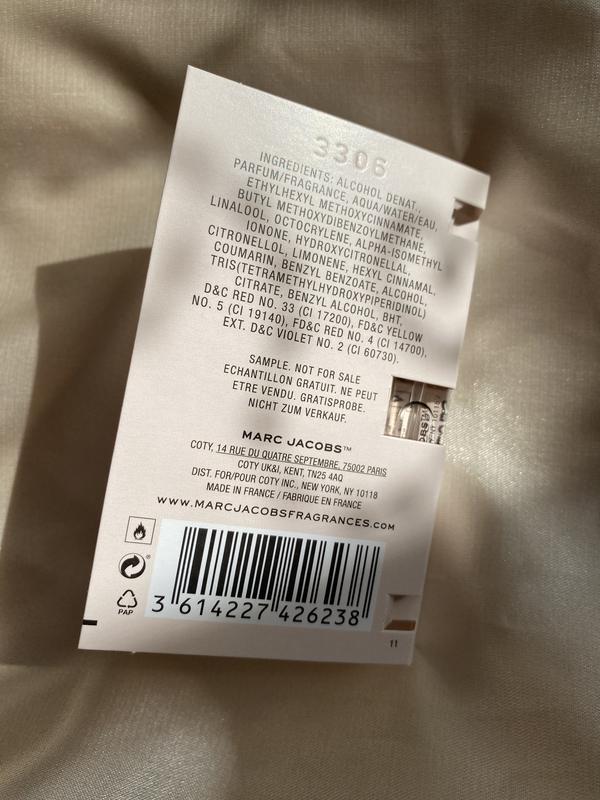 3306
INGREDIENTS: ALCOHOL DENAT.,
PARFUM/FRAGRANCE, AQUA/WATER/EAU,
ETHYLHEXYL METHOXYCINNAMATE,
BUTYL METHOXYDIBENZOYLMETHANE,
LINALOOL, OCTOCRYLENE, ALPHA-ISOMETHYL
IONONE, HYDROXYCITRONELLAL,
CITRONELLOL, LIMONENE, HEXYL CINNAMAL,
COUMARIN, BENZYL BENZOATE, ALCOHOL,
TRIS(TETRAMETHYLHYDROXYPIPERIDINOL)
CITRATE, BENZYL ALCOHOL, BHT,
D&C RED NO. 33 (CI 17200), FD&C YELLOW
NO. 5 (CI 19140), FD&C RED NO. 4 (CI 14700),
EXT. D&C VIOLET NO. 2 (CI 60730).
SAMPLE. NOT FOR SALE
ECHANTILLON GRATUIT. NE PEUT
ETRE VENDU. GRATISPROBE.
NICHT ZUM VERKAUF.
MARC JACOBS™
COTY, 14 RUE DU QUATRE SEPTEMBRE, 75002 PARIS
COTY UK&I, KENT, TN25 4AQ
DIST. FOR/POUR COTY INC., NEW YORK, NY 10118
MADE IN FRANCE / FABRIQUE EN FRANCE
WWW.MARCJACOBSFRAGRANCES.COM
PAP
3 614227 426238
11